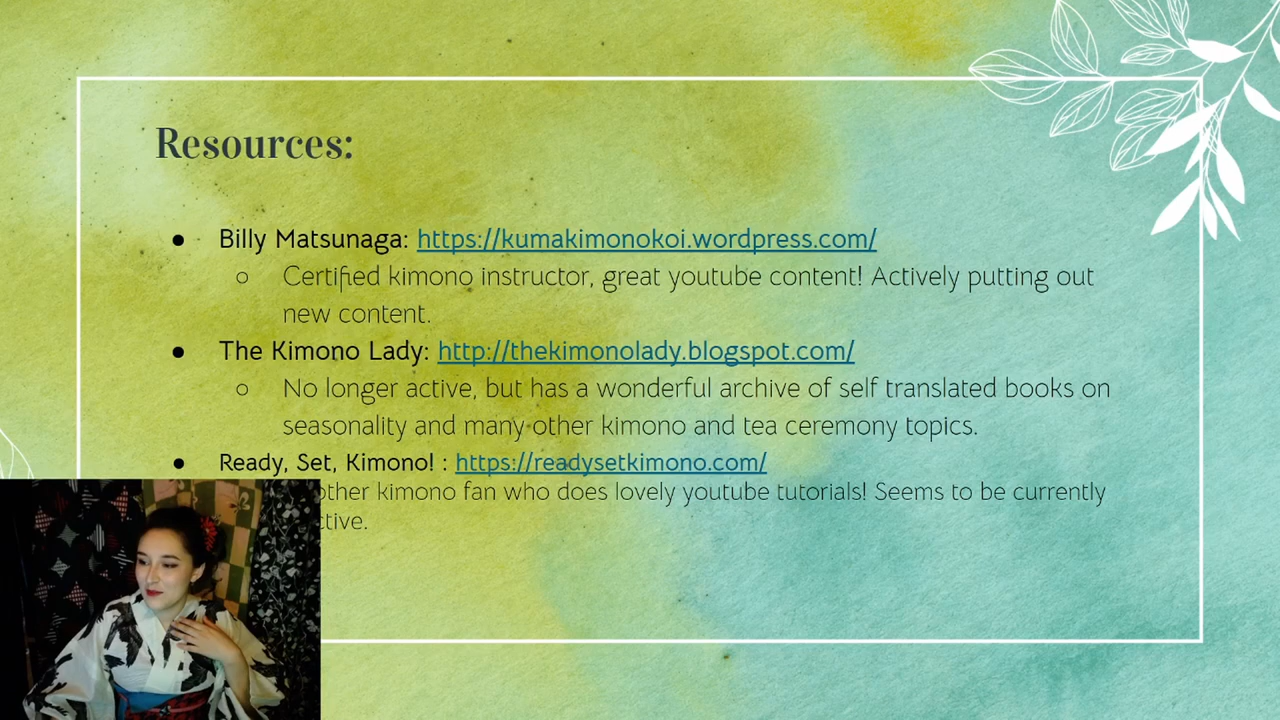 Resources:
● Billy Matsunaga: https://kumakimonokoi.wordpress.com/
○ Certified kimono instructor, great youtube content! Actively putting out
new content.
● The Kimono Lady: http://thekimonolady.blogspot.com/
○ No longer active, but has a wonderful archive of self translated books on
seasonality and many other kimono and tea ceremony topics.
● Ready, Set, Kimono! : https://readysetkimono.com/
other kimono fan who does lovely youtube tutorials! Seems to be currently
ctive.